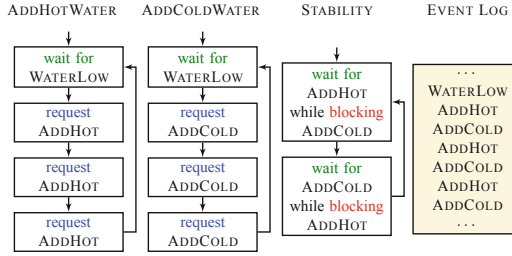 ADDHOTWATER
wait for
WATERLOW
request
ADDHOT
request
ADDHOT
request
ADDHOT
ADDCOLDWATER
wait for
WATERLOW
request
ADDCOLD
request
ADDCOLD
request
ADDCOLD
STABILITY
wait for
ADDHOT
while blocking
ADDCOLD
wait for
ADDCOLD
while blocking
ADDHOT
EVENT LOG
· · ·
WATERLOW
ADDHOT
ADDCOLD
ADDHOT
ADDCOLD
ADDHOT
ADDCOLD
· · ·